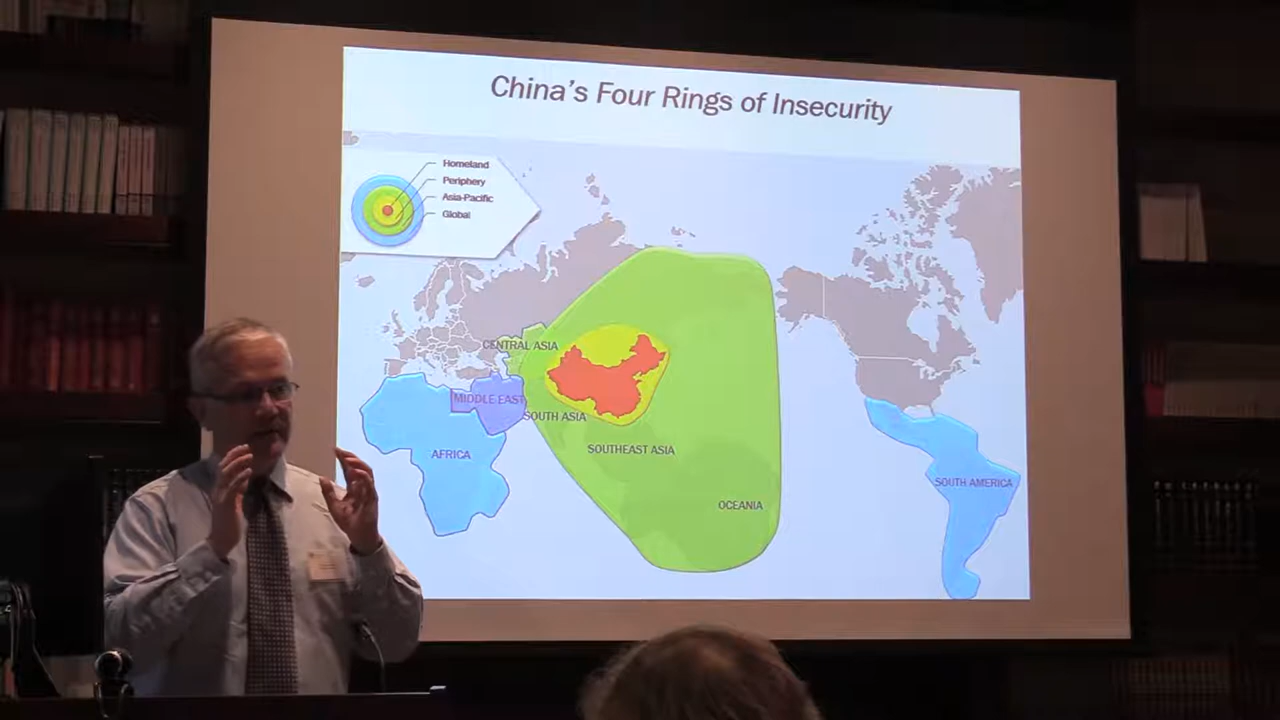 China's Four Rings of Insecurity
Homeland
Periphery
Asia-Pacific
Global
CENTRAL ASIA
MIDDLE EAST
SOUTH ASIA
AFRICA
SOUTHEAST ASIA
SOUTH AMERICA
OCEANIA